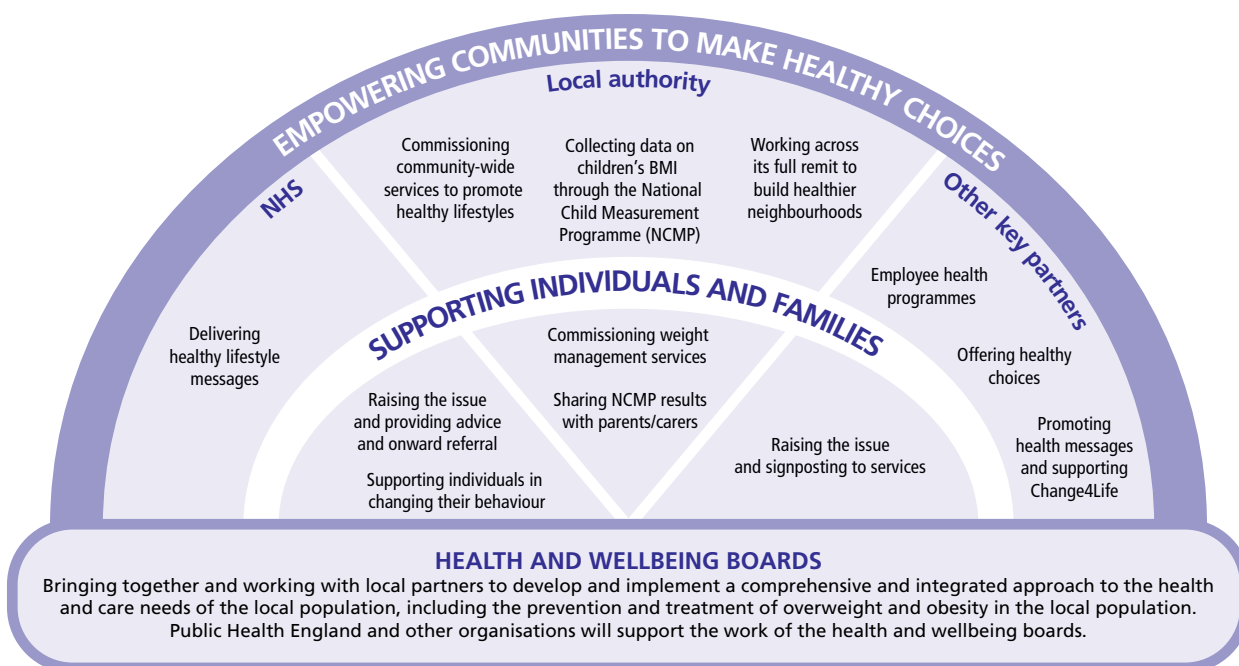 EMPOWERING COMMUNITIES TO MAKE HEALTHY CHOICES
NHS
Delivering
healthy lifestyle
messages
Local authority
Commissioning
community-wide
services to promote
healthy lifestyles
Collecting data on
children’s BMI
through the National
Child Measurement
Programme (NCMP)
Working across
its full remit to
build healthier
neighbourhoods
Other key partners
Employee health
programmes
Offering healthy
choices
Promoting
health messages
and supporting
Change4Life
SUPPORTING INDIVIDUALS AND FAMILIES
Raising the issue
and providing advice
and onward referral
Supporting individuals in
changing their behaviour
Commissioning weight
management services
Sharing NCMP results
with parents/carers
Raising the issue
and signposting to services
HEALTH AND WELLBEING BOARDS
Bringing together and working with local partners to develop and implement a comprehensive and integrated approach to the health
and care needs of the local population, including the prevention and treatment of overweight and obesity in the local population.
Public Health England and other organisations will support the work of the health and wellbeing boards.